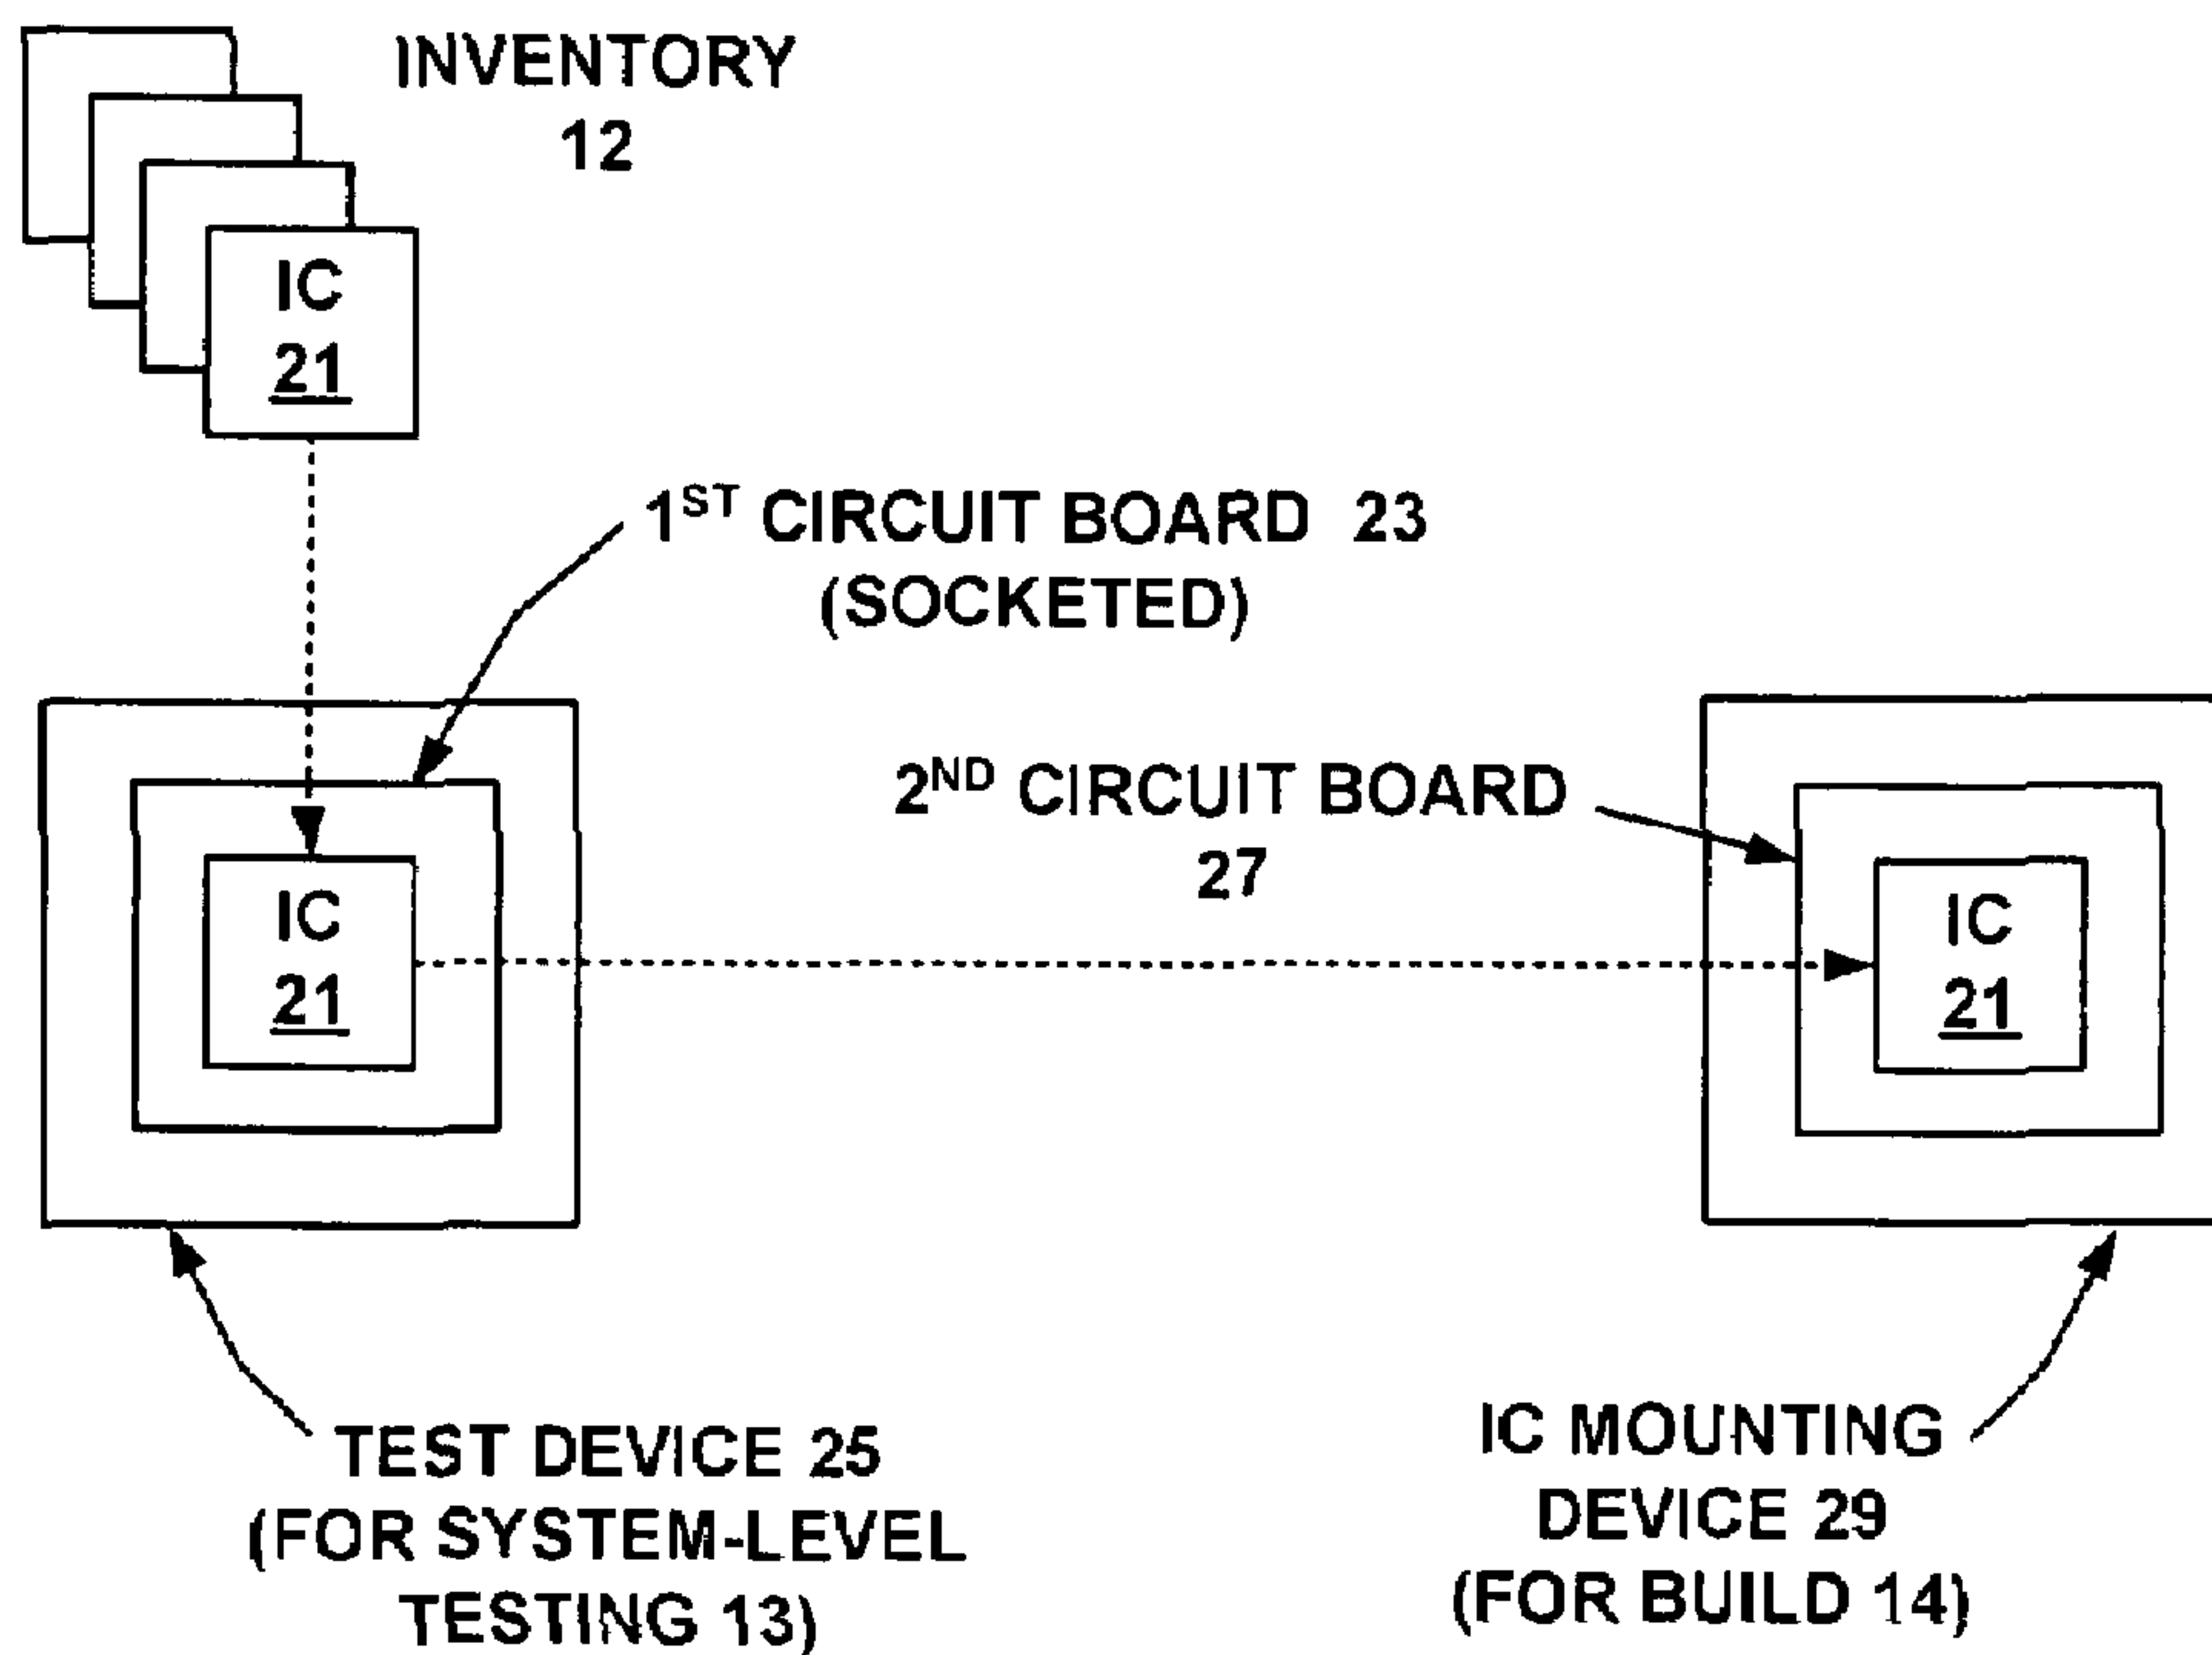 INVENTORY
12
IC
21
1ST CIRCUIT BOARD 23
(SOCKETED)
2ND CIRCUIT BOARD
27
IC
21
IC
21
TEST DEVICE 25
(FOR SYSTEM-LEVEL
TESTING 13)
IC MOUNTING
DEVICE 29
(FOR BUILD 14)